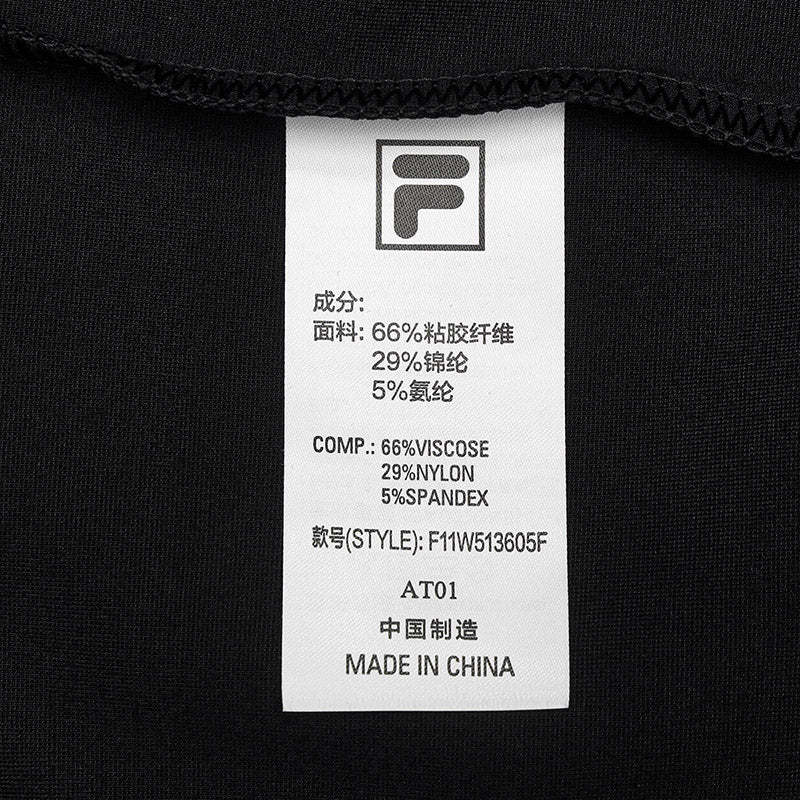 F
成分:
面料: 66%粘胶纤维
29%锦纶
5%氨纶
COMP.: 66%VISCOSE
29%NYLON
5%SPANDEX
款号(STYLE): F11W513605F
AT01
中国制造
MADE IN CHINA